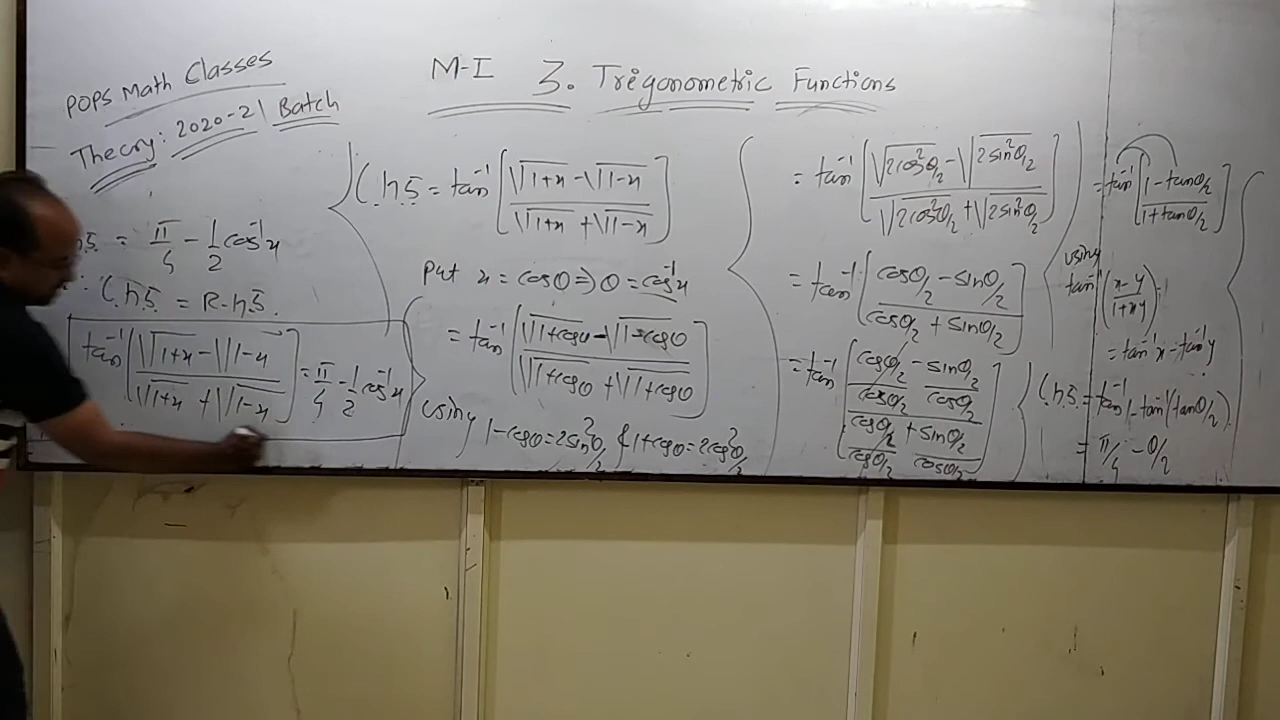 POPS Math Classes
Theory: 2020-21 Batch
M-I 3. Trigonometric Functions
L.h.s = tan⁻¹[(√1+x - √1-x)/(√1+x + √1-x)]
put x = cosθ ⇒ θ = cos⁻¹x
= tan⁻¹[(√1+cosθ - √1-cosθ)/(√1+cosθ + √1+cosθ)]
using 1-cosθ = 2sin²θ/2 & 1+cosθ = 2cos²θ/2
= tan⁻¹[(√2cos²θ/2 - √2sin²θ/2)/(√2cos²θ/2 + √2sin²θ/2)]
= tan⁻¹[(cosθ/2 - sinθ/2)/(cosθ/2 + sinθ/2)]
= tan⁻¹[(cosθ/2/cosθ/2 - sinθ/2/cosθ/2)/(cosθ/2/cosθ/2 + sinθ/2/cosθ/2)]
= tan⁻¹[(1-tanθ/2)/(1+tanθ/2)]
using
tan⁻¹((x-y)/(1+xy))
= tan⁻¹x - tan⁻¹y
L.h.s = tan⁻¹1 - tan⁻¹(tanθ/2)
= π/4 - θ/2
h.s. = π/4 - 1/2 cos⁻¹x
∴ L.h.s = R.h.s.
tan⁻¹[(√1+x - √1-x)/(√1+x + √1-x)] = π/4 - 1/2 cos⁻¹x